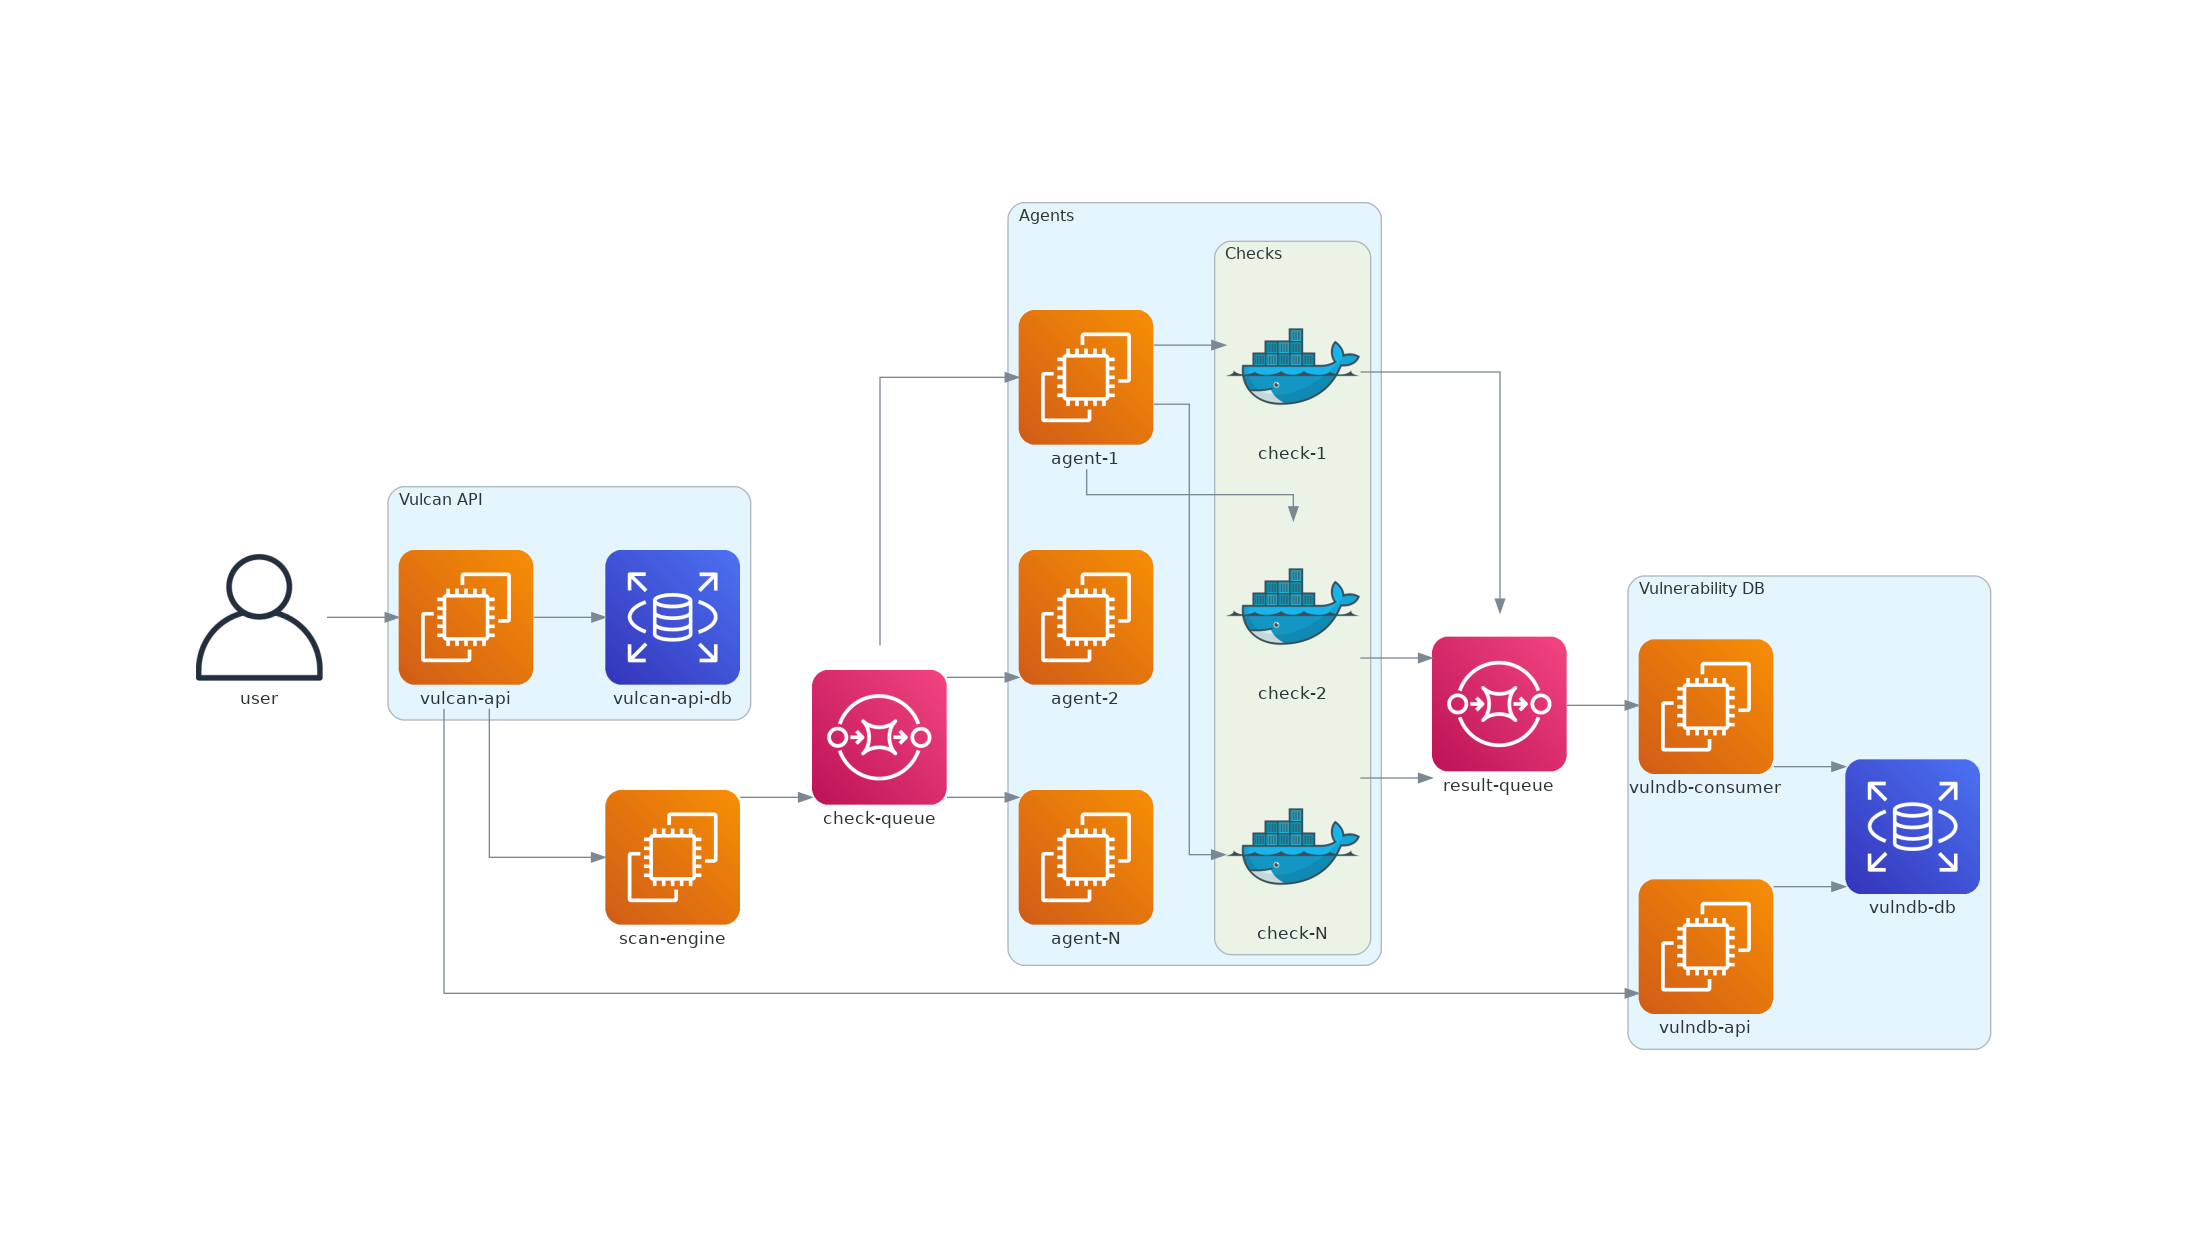 Agents
Checks
check-1
agent-1
Vulcan API
user
vulcan-api
vulcan-api-db
agent-2
check-2
check-queue
scan-engine
agent-N
check-N
result-queue
Vulnerability DB
vulndb-consumer
vulndb-db
vulndb-api